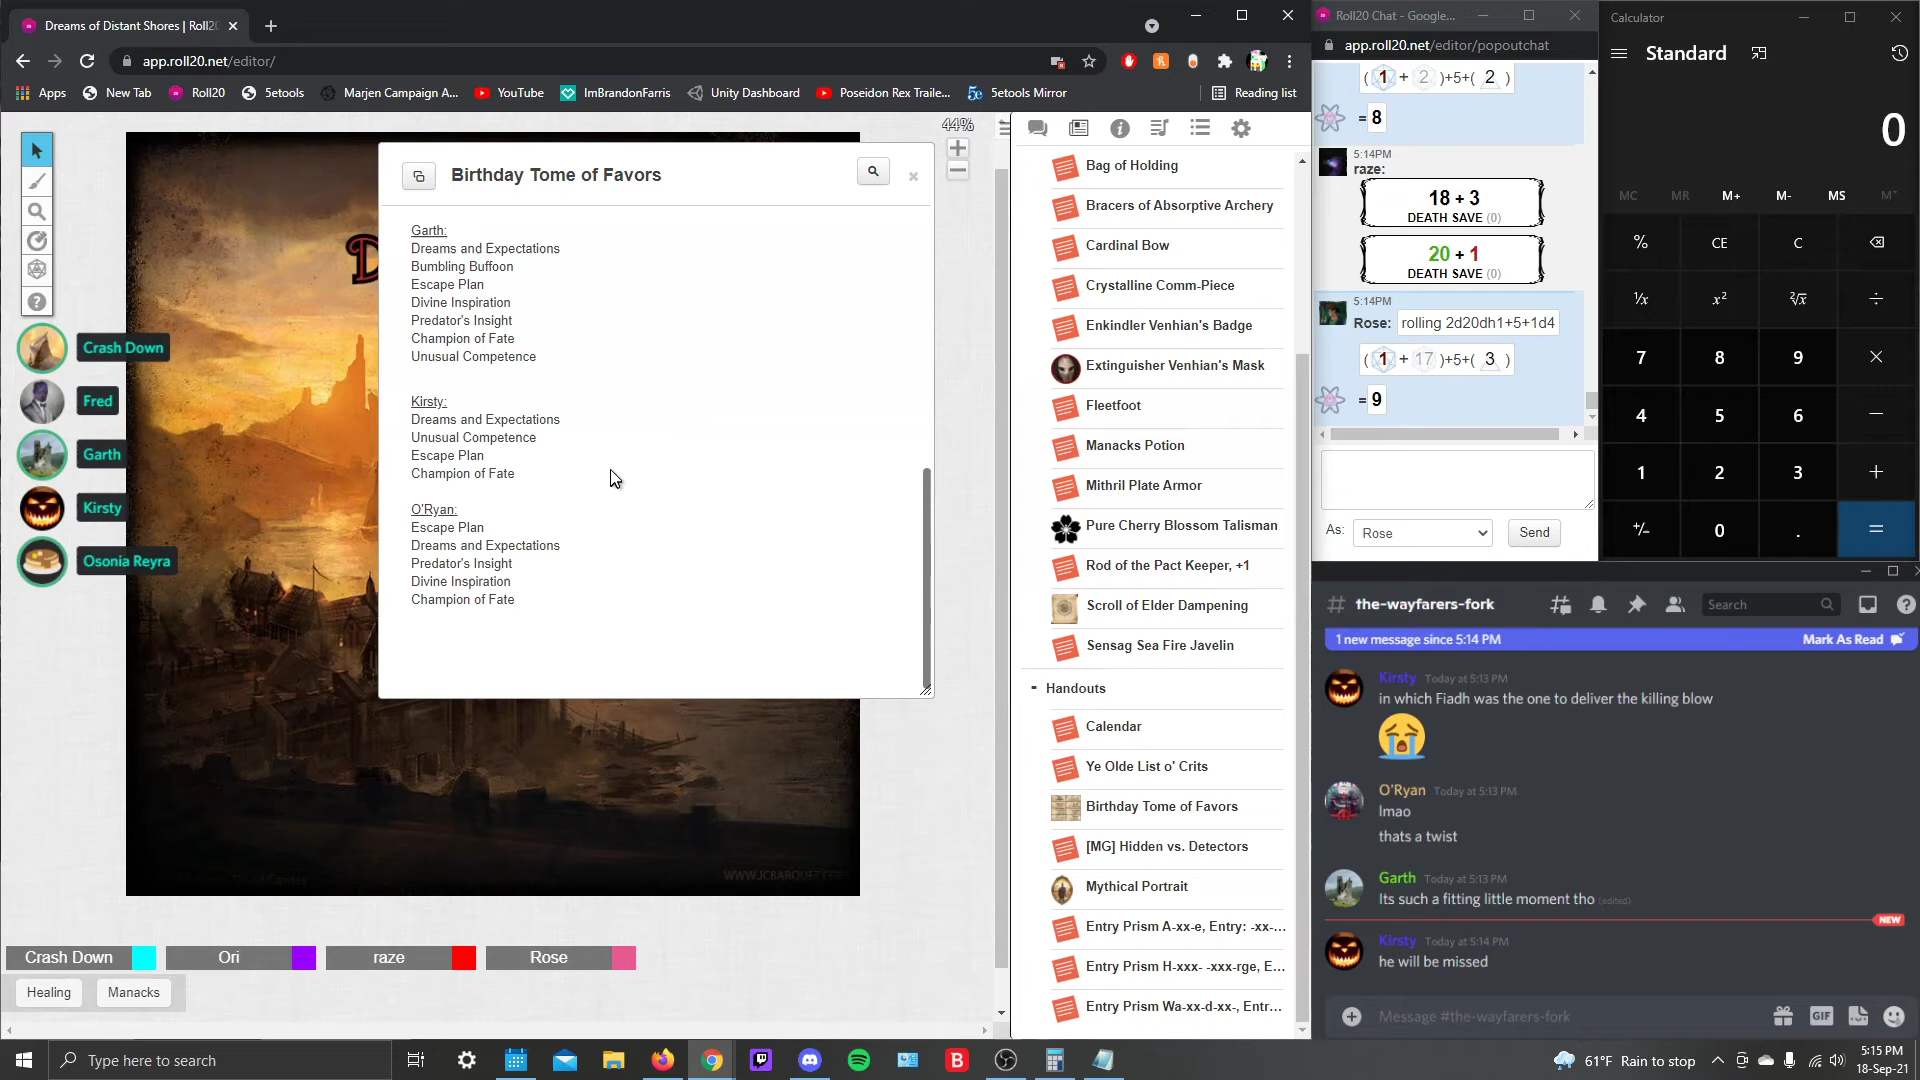 Dreams of Distant Shores | Roll2
app.roll20.net/editor/
Apps
New Tab
Roll20
5etools
Marjen Campaign A...
YouTube
ImBrandonFarris
Unity Dashboard
Poseidon Rex Traile...
5etools Mirror
Reading list
44%
D
Crash Down
Fred
Garth
Kirsty
Osonia Reyra
Birthday Tome of Favors
Garth:
Dreams and Expectations
Bumbling Buffoon
Escape Plan
Divine Inspiration
Predator's Insight
Champion of Fate
Unusual Competence
Kirsty:
Dreams and Expectations
Unusual Competence
Escape Plan
Champion of Fate
O'Ryan:
Escape Plan
Dreams and Expectations
Predator's Insight
Divine Inspiration
Champion of Fate
Crash Down
Ori
raze
Rose
Healing
Manacks
Bag of Holding
Bracers of Absorptive Archery
Cardinal Bow
Crystalline Comm-Piece
Enkindler Venhian's Badge
Extinguisher Venhian's Mask
Fleetfoot
Manacks Potion
Mithril Plate Armor
Pure Cherry Blossom Talisman
Rod of the Pact Keeper, +1
Scroll of Elder Dampening
Sensag Sea Fire Javelin
Handouts
Calendar
Ye Olde List o' Crits
Birthday Tome of Favors
[MG] Hidden vs. Detectors
Mythical Portrait
Entry Prism A-xx-e, Entry: -xx-...
Entry Prism H-xxx- -xxx-rge, E...
Entry Prism Wa-xx-d-xx-, Entr...
Roll20 Chat - Google...
app.roll20.net/editor/popoutchat
(1 + 2)+5+( 2 )
= 8
5:14PM
raze:
18 + 3
DEATH SAVE (0)
20 + 1
DEATH SAVE (0)
5:14PM
Rose: rolling 2d20dh1+5+1d4
(1 + 17)+5+( 3 )
= 9
As: Rose
Send
Calculator
Standard
0
MC MR M+ M- MS M˅
% CE C
¹/x x² ²√x ÷
7 8 9 ×
4 5 6 −
1 2 3 +
+/- 0 . =
# the-wayfarers-fork
Search
1 new message since 5:14 PM
Mark As Read
Kirsty Today at 5:13 PM
in which Fiadh was the one to deliver the killing blow
O'Ryan Today at 5:13 PM
lmao
thats a twist
Garth Today at 5:13 PM
Its such a fitting little moment tho (edited)
NEW
Kirsty Today at 5:14 PM
he will be missed
Message #the-wayfarers-fork
GIF
Type here to search
61°F Rain to stop
5:15 PM
18-Sep-21